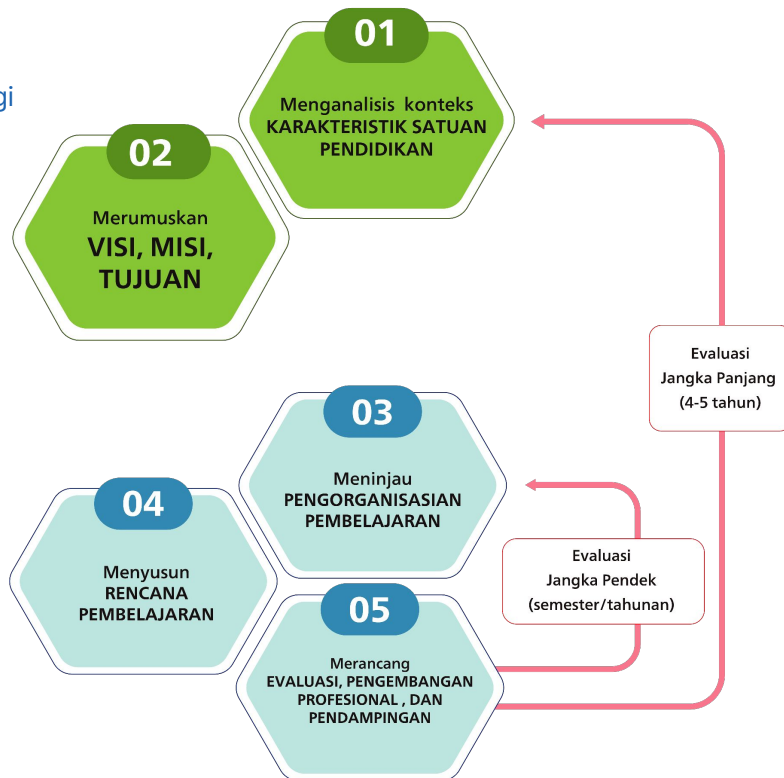 gi
01
Menganalisis konteks
KARAKTERISTIK SATUAN
PENDIDIKAN
02
Merumuskan
VISI, MISI,
TUJUAN
Evaluasi
Jangka Panjang
(4-5 tahun)
03
Meninjau
PENGORGANISASIAN
PEMBELAJARAN
04
Menyusun
RENCANA
PEMBELAJARAN
Evaluasi
Jangka Pendek
(semester/tahunan)
05
Merancang
EVALUASI, PENGEMBANGAN
PROFESIONAL , DAN
PENDAMPINGAN